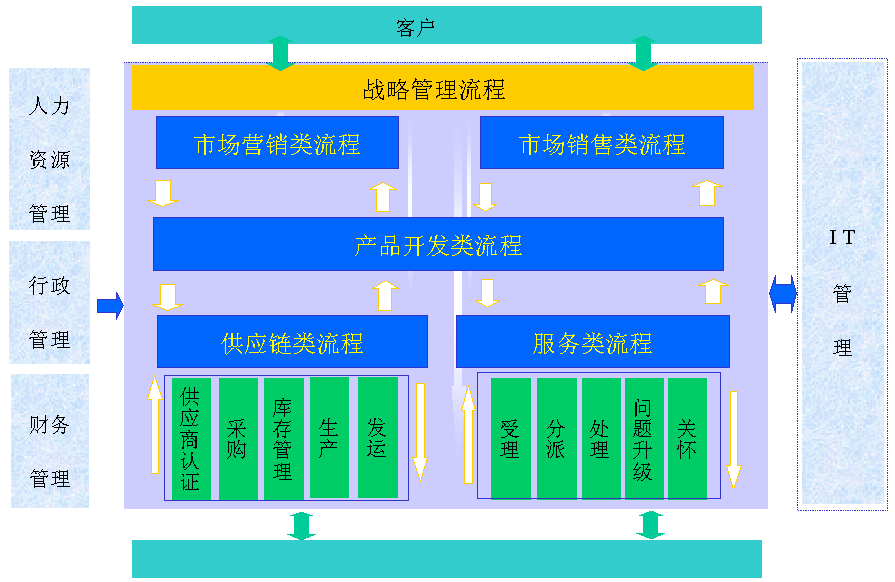 客户
战略管理流程
市场营销类流程
市场销售类流程
产品开发类流程
供应链类流程
服务类流程
供应商认证
采购
库存管理
生产
发运
受理
分派
处理
问题升级
关怀
人力
资源
管理
行政
管理
财务
管理
IT
管
理